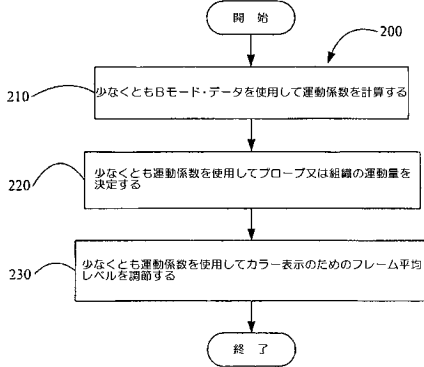 開 始
200
210
少なくともBモード・データを使用して運動係数を計算する
220
少なくとも運動係数を使用してプローブ又は組織の運動量を
決定する
230
少なくとも運動係数を使用してカラー表示のためのフレーム平均
レベルを調節する
終 了